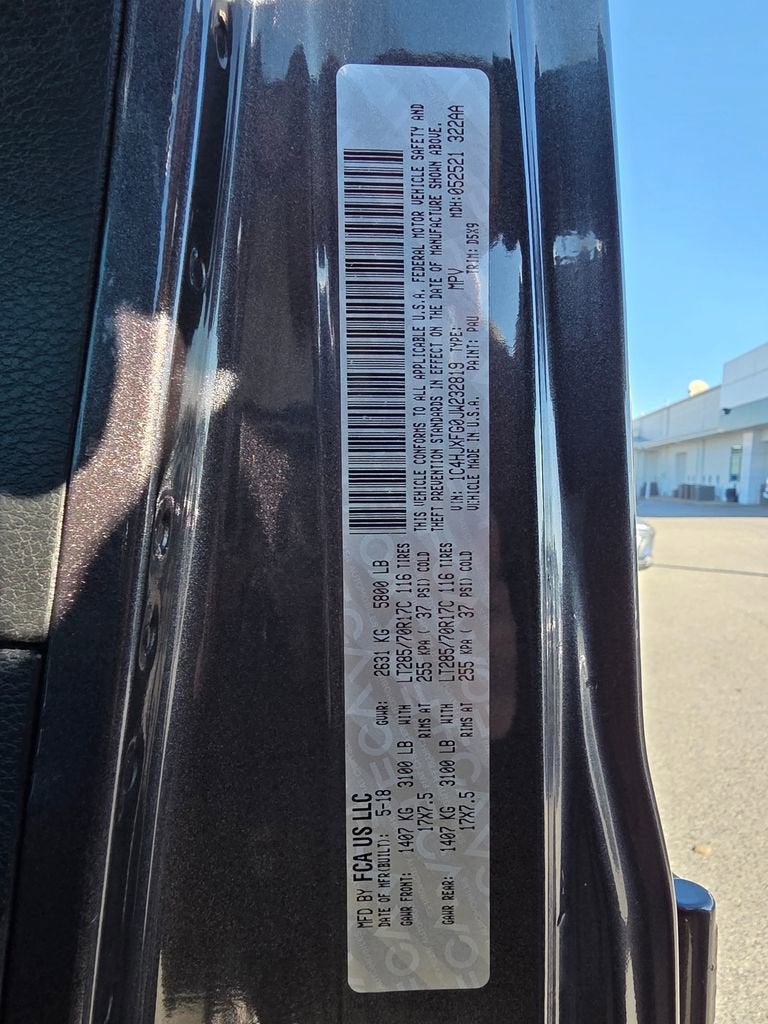 MFD BY FCA US LLC
DATE OF MFR(BUILT): 5-18 GVWR: 2631 KG 5800 LB
GAWR FRONT: 1407 KG 3100 LB WITH LT285/70R17C 116 TIRES
17X7.5 RIMS AT 255 KPA ( 37 PSI) COLD
GAWR REAR: 1407 KG 3100 LB WITH LT285/70R17C 116 TIRES
17X7.5 RIMS AT 255 KPA ( 37 PSI) COLD
THIS VEHICLE CONFORMS TO ALL APPLICABLE U.S.A. FEDERAL MOTOR VEHICLE SAFETY AND
THEFT PREVENTION STANDARDS IN EFFECT ON THE DATE OF MANUFACTURE SHOWN ABOVE.
VIN: 1C4HJXFG0JW232819 TYPE: MPV MDH:052521 322AA
VEHICLE MADE IN U.S.A. PAINT: PAU TRIM: D5X9